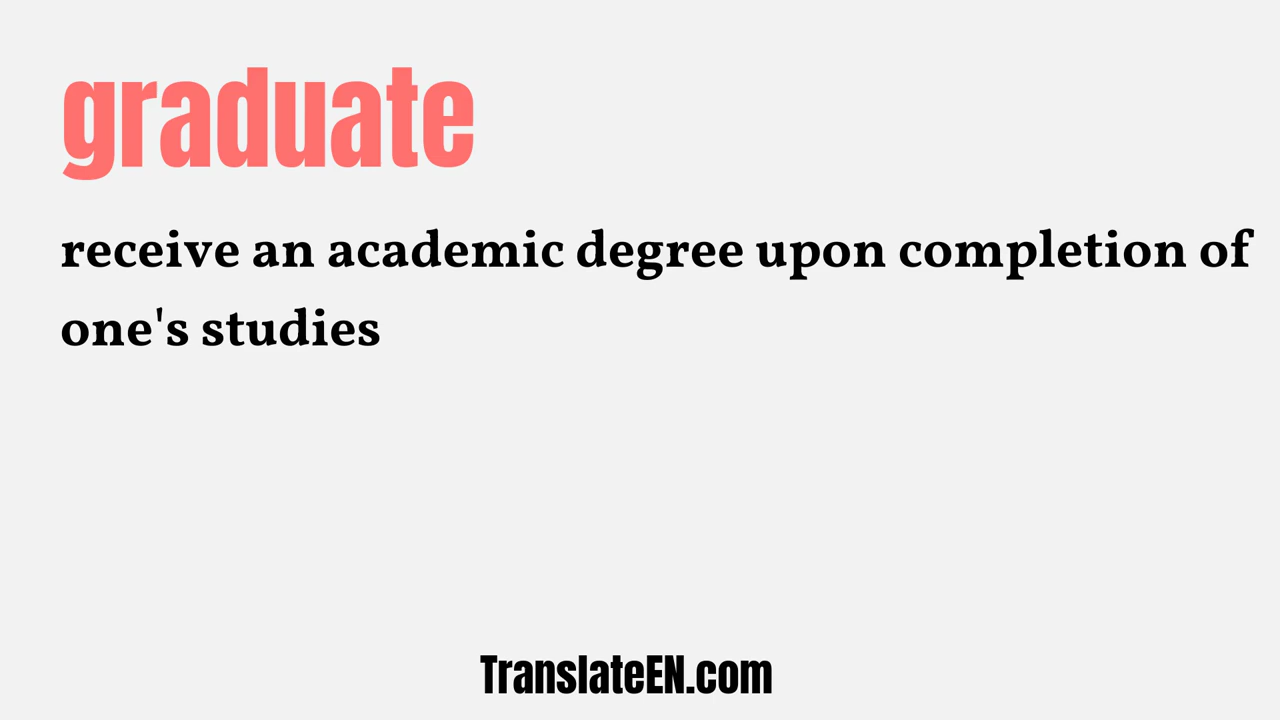 graduate
receive an academic degree upon completion of
one's studies
TranslateEN.com